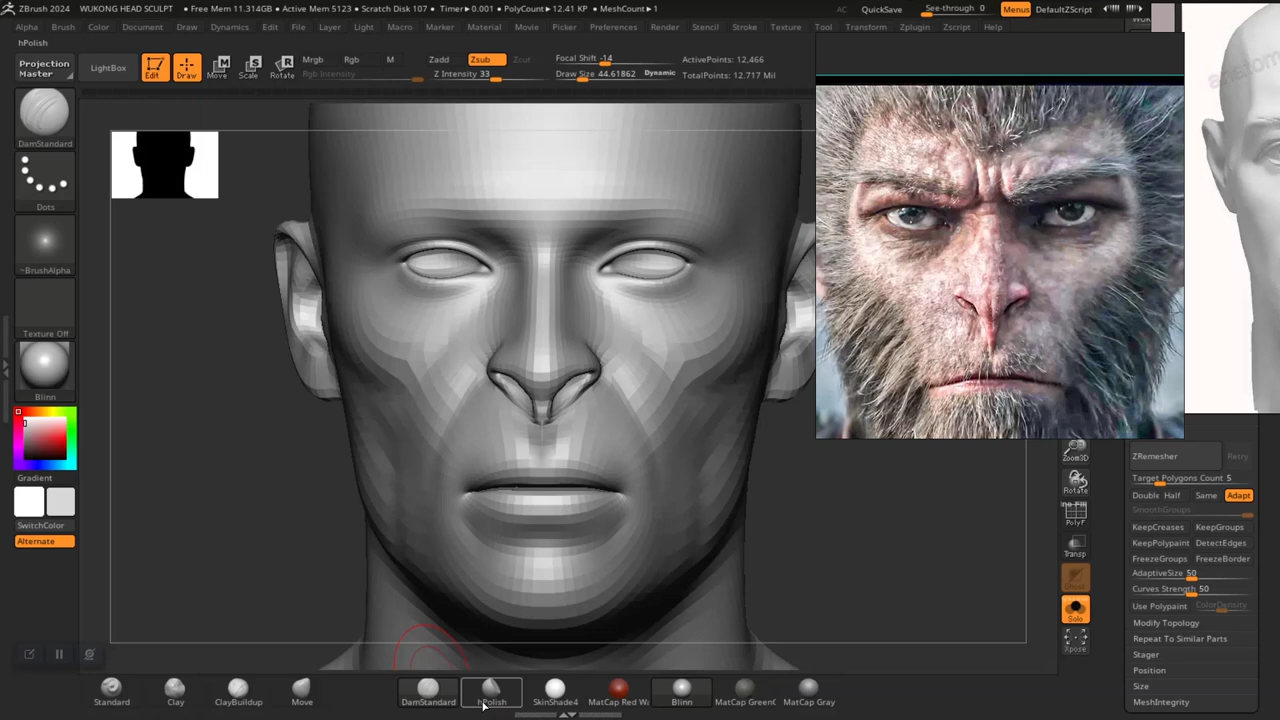 ZBrush 2024 WUKONG HEAD SCULPT • Free Mem 11.314GB • Active Mem 5123 • Scratch Disk 107 • Timer▸0.001 • PolyCount▸12.41 KP • MeshCount▸1 AC QuickSave See-through 0 Menus DefaultZScript
Alpha Brush Color Document Draw Dynamics Edit File Layer Light Macro Marker Material Movie Picker Preferences Render Stencil Stroke Texture Tool Transform Zplugin Zscript Help
hPolish
Projection Master
LightBox
Edit
Draw
Move
Scale
Rotate
Mrgb Rgb M
Rgb Intensity
Zadd Zsub Zcut
Z Intensity 33
Focal Shift -14
Draw Size 44.61862 Dynamic
ActivePoints: 12,466
TotalPoints: 12.717 Mil
DamStandard
Dots
~BrushAlpha
Texture Off
Blinn
Gradient
SwitchColor
Alternate
Zoom3D
Rotate
PolyF
Transp
Ghost
Solo
Xpose
ZRemesher Retry
Target Polygons Count 5
Half Same Adapt
SmoothGroups
KeepCreases KeepGroups
KeepPolypaint DetectEdges
FreezeGroups FreezeBorder
AdaptiveSize 50
Curves Strength 50
Use Polypaint ColorDensity
Modify Topology
Repeat To Similar Parts
Stager
Position
Size
MeshIntegrity
Standard Clay ClayBuildup Move DamStandard hPolish SkinShade4 MatCap Red Wa Blinn MatCap GreenC MatCap Gray